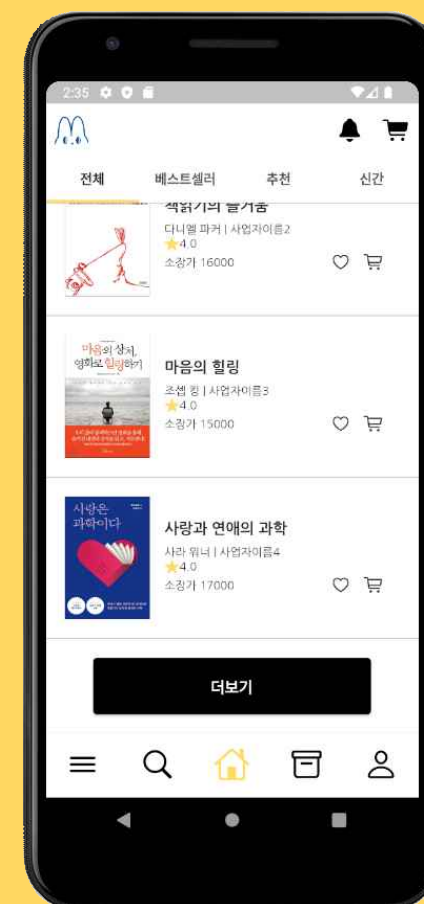 2:35
전체 베스트셀러 추천 신간
책읽기의 즐거움
다니엘 파커 | 사업자이름2
4.0
소장가 16000
마음의 상처,
영화로 힐링하기
마음의 힐링
조셉 킹 | 사업자이름3
4.0
소장가 15000
사랑은
과학이다
사랑과 연애의 과학
사라 워너 | 사업자이름4
4.0
소장가 17000
더보기